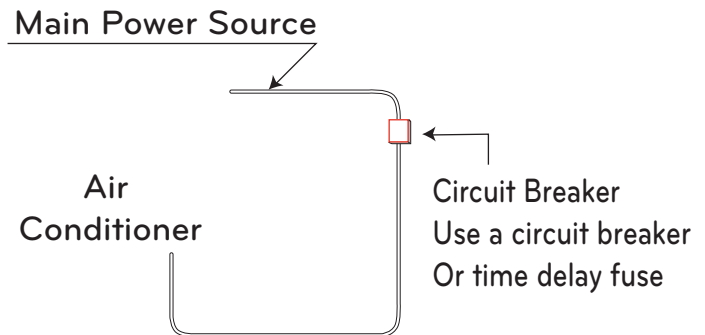 Main Power Source
Air
Conditioner
Circuit Breaker
Use a circuit breaker
Or time delay fuse